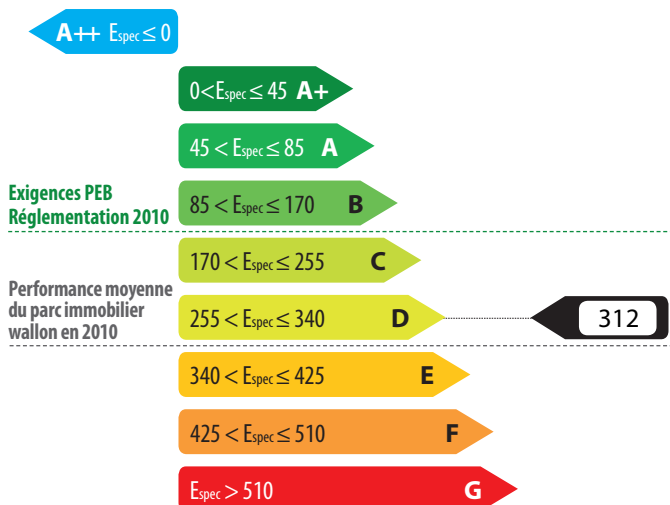 A++ Espec ≤ 0
0<Espec ≤ 45 A+
45 < Espec ≤ 85 A
Exigences PEB
Réglementation 2010
85 < Espec ≤ 170 B
170 < Espec ≤ 255 C
Performance moyenne
du parc immobilier
wallon en 2010
255 < Espec ≤ 340 D
312
340 < Espec ≤ 425 E
425 < Espec ≤ 510 F
Espec > 510 G